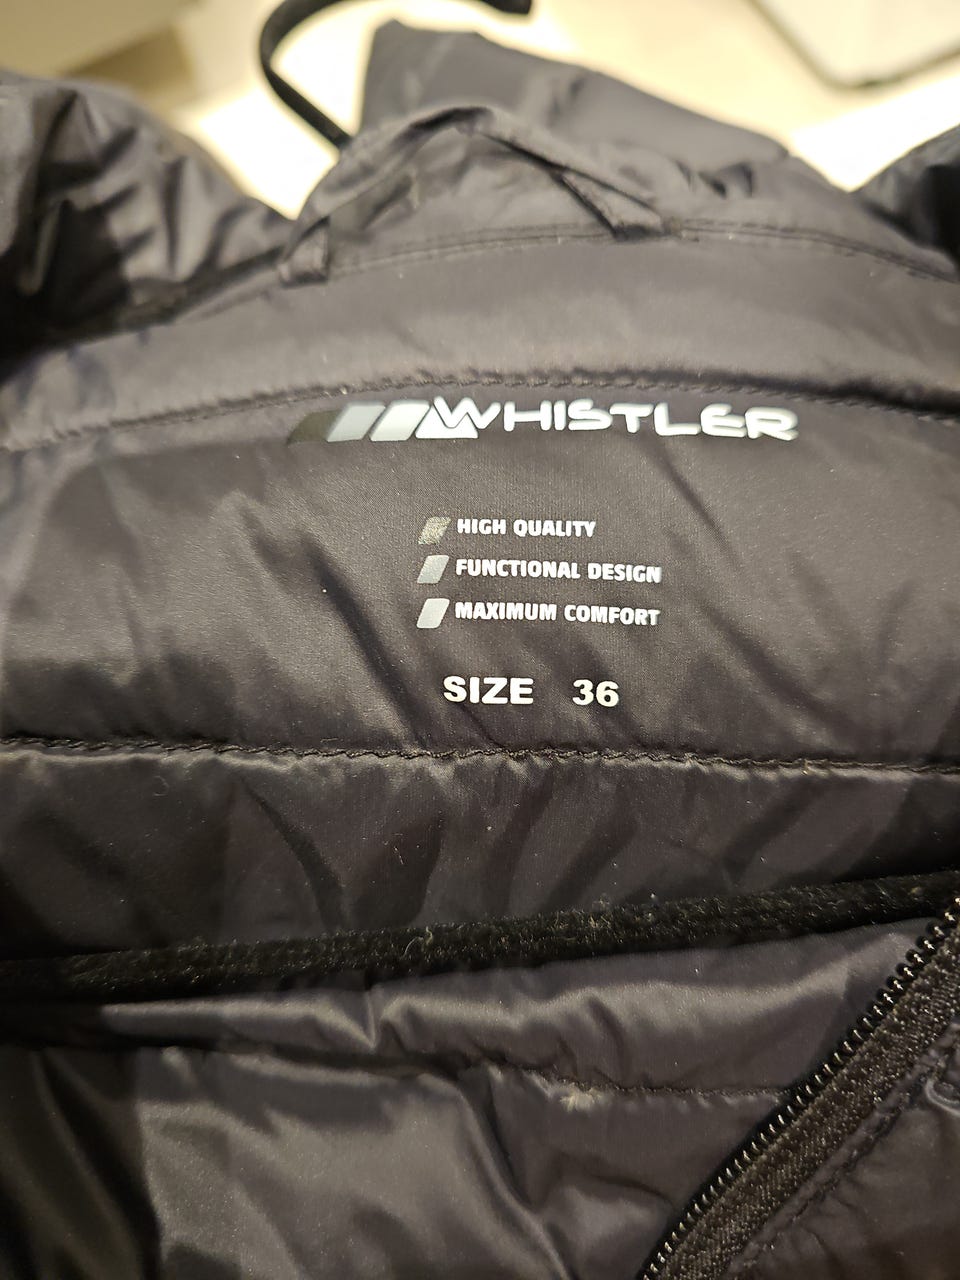 WHISTLER
HIGH QUALITY
FUNCTIONAL DESIGN
MAXIMUM COMFORT
SIZE 36